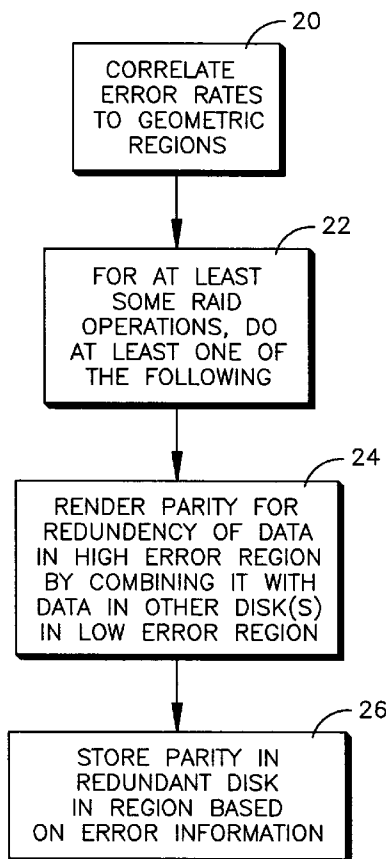 20
CORRELATE
ERROR RATES
TO GEOMETRIC
REGIONS
22
FOR AT LEAST
SOME RAID
OPERATIONS, DO
AT LEAST ONE OF
THE FOLLOWING
24
RENDER PARITY FOR
REDUNDENCY OF DATA
IN HIGH ERROR REGION
BY COMBINING IT WITH
DATA IN OTHER DISK(S)
IN LOW ERROR REGION
26
STORE PARITY IN
REDUNDANT DISK
IN REGION BASED
ON ERROR INFORMATION